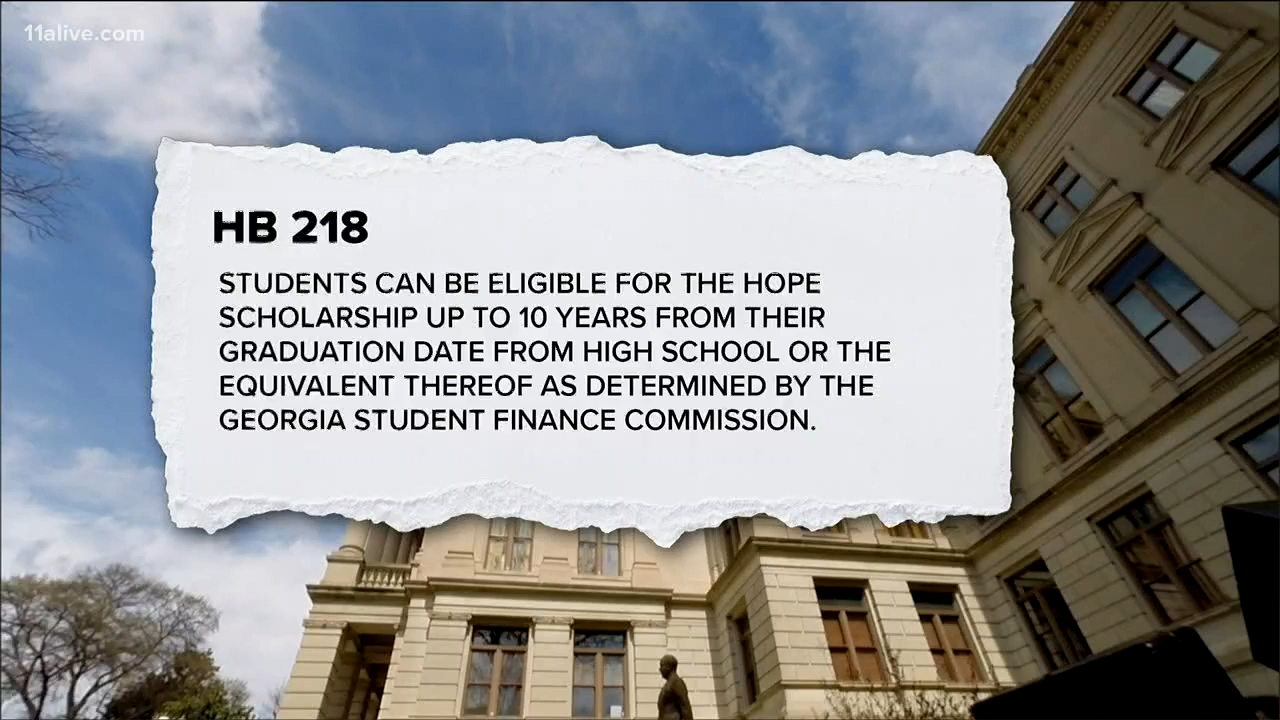 11alive.com
HB 218
STUDENTS CAN BE ELIGIBLE FOR THE HOPE
SCHOLARSHIP UP TO 10 YEARS FROM THEIR
GRADUATION DATE FROM HIGH SCHOOL OR THE
EQUIVALENT THEREOF AS DETERMINED BY THE
GEORGIA STUDENT FINANCE COMMISSION.